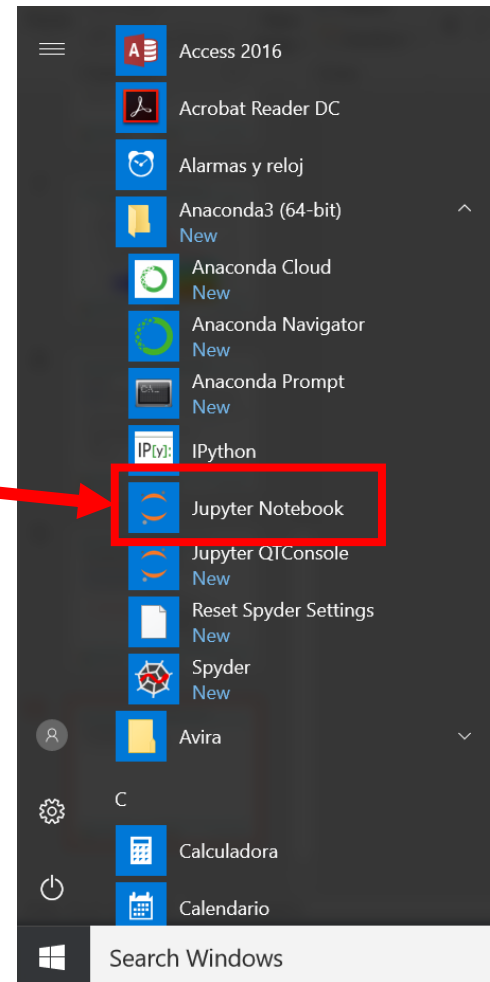 Access 2016
Acrobat Reader DC
Alarmas y reloj
Anaconda3 (64-bit)
New
Anaconda Cloud
New
Anaconda Navigator
New
Anaconda Prompt
New
IP[y]:
IPython
Jupyter Notebook
Jupyter QTConsole
New
Reset Spyder Settings
New
Spyder
New
Avira
C
Calculadora
Calendario
Search Windows